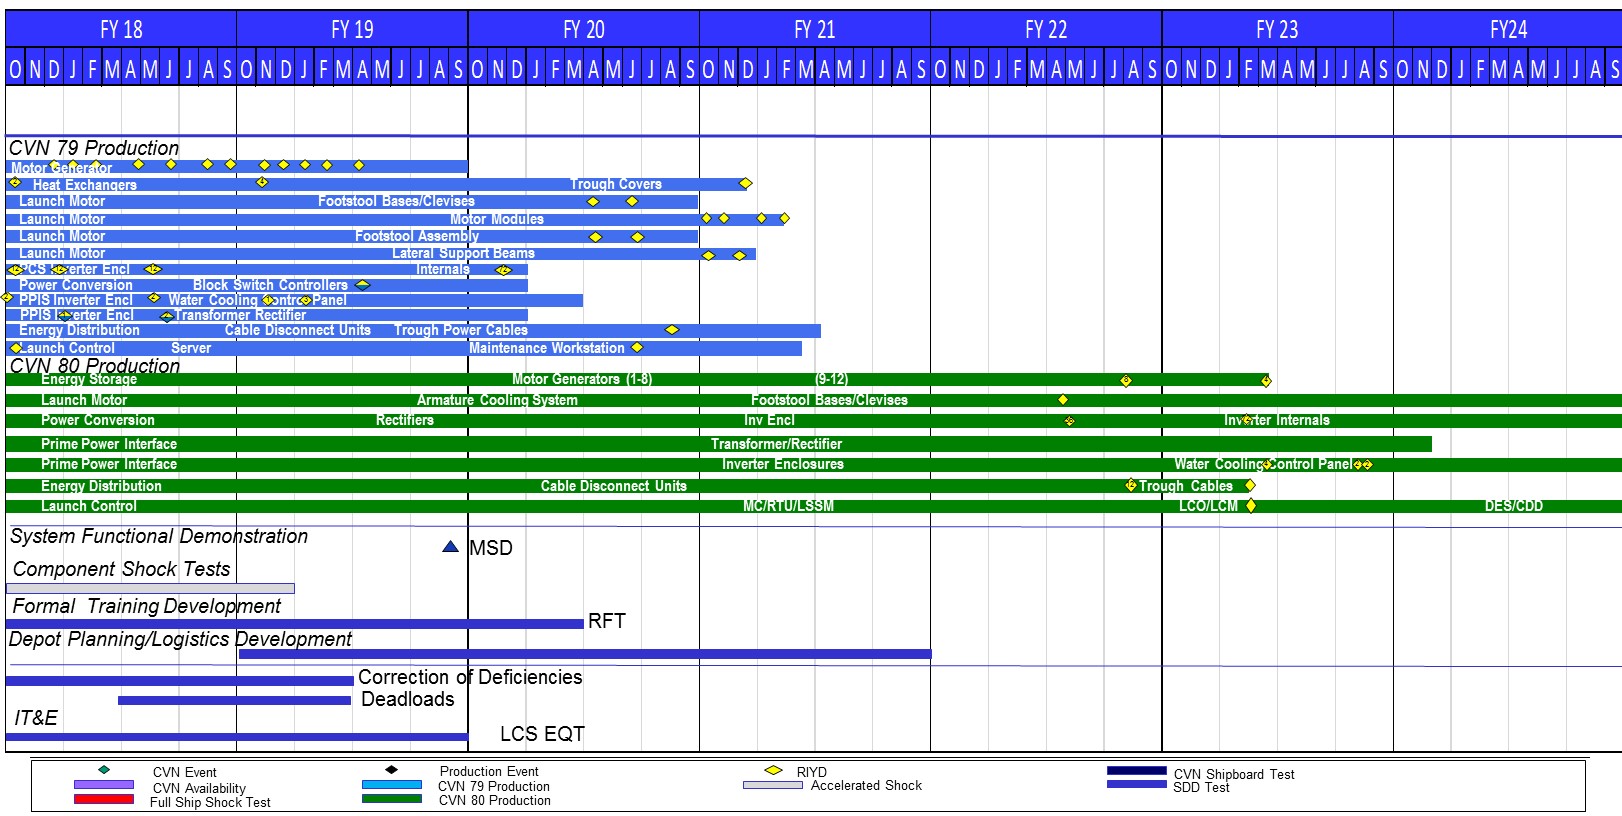 FY 18 FY 19 FY 20 FY 21 FY 22 FY 23 FY24
O N D J F M A M J J A S O N D J F M A M J J A S O N D J F M A M J J A S O N D J F M A M J J A S O N D J F M A M J J A S O N D J F M A M J J A S O N D J F M A M J J A S
CVN 79 Production
Motor Generator
Heat Exchangers Trough Covers
Launch Motor Footstool Bases/Clevises
Launch Motor Motor Modules
Launch Motor Footstool Assembly
Launch Motor Lateral Support Beams
Encl Internals
Power Conversion Block Switch Controllers
PPIS Inverter Encl Water Cooling Panel
PPIS Encl Transformer Rectifier
Energy Distribution Cable Disconnect Units Trough Power Cables
Launch Control Server Maintenance Workstation
CVN 80 Production
Energy Storage Motor Generators (1-8) (9-12)
Launch Motor Armature Cooling System Footstool Bases/Clevises
Power Conversion Rectifiers Inv Encl Inverter Internals
Prime Power Interface Transformer/Rectifier
Prime Power Interface Inverter Enclosures Water Cooling Control Panel
Energy Distribution Cable Disconnect Units Trough Cables
Launch Control MC/RTU/LSSM LCO/LCM DES/CDD
System Functional Demonstration
MSD
Component Shock Tests
Formal Training Development
RFT
Depot Planning/Logistics Development
Correction of Deficiencies
Deadloads
IT&E
LCS EQT
CVN Event Production Event RIYD CVN Shipboard Test
CVN Availability CVN 79 Production Accelerated Shock SDD Test
Full Ship Shock Test CVN 80 Production